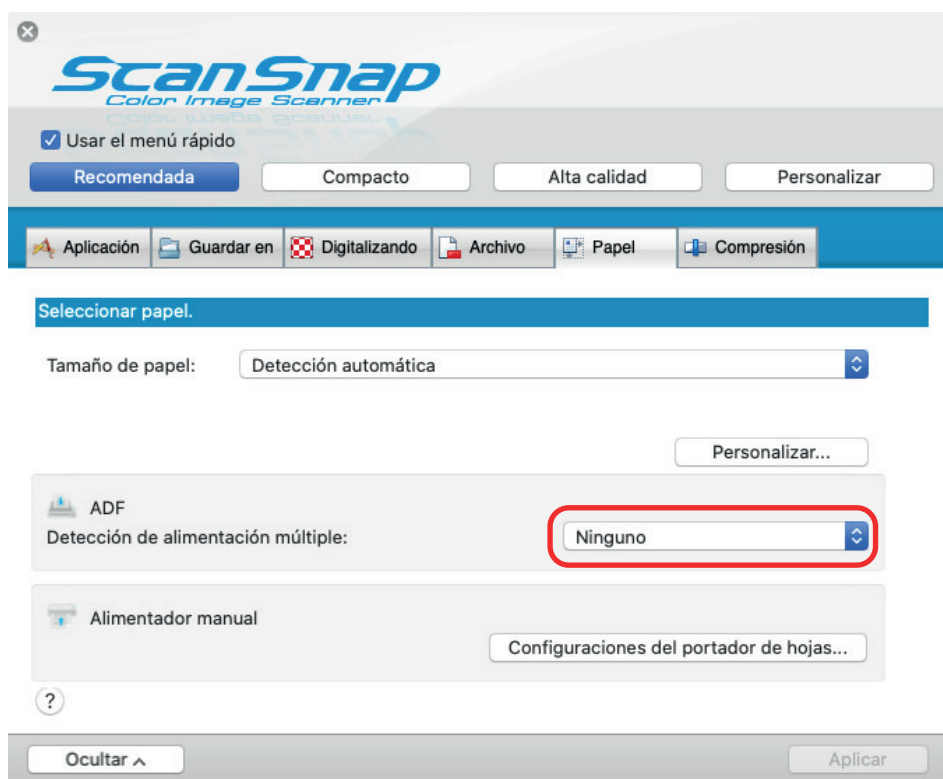 ScanSnap
Color Image Scanner
Usar el menú rápido
Recomendada Compacto Alta calidad Personalizar
Aplicación Guardar en Digitalizando Archivo Papel Compresión
Seleccionar papel.
Tamaño de papel: Detección automática
Personalizar...
ADF
Detección de alimentación múltiple: Ninguno
Alimentador manual
Configuraciones del portador de hojas...
?
Ocultar Aplicar